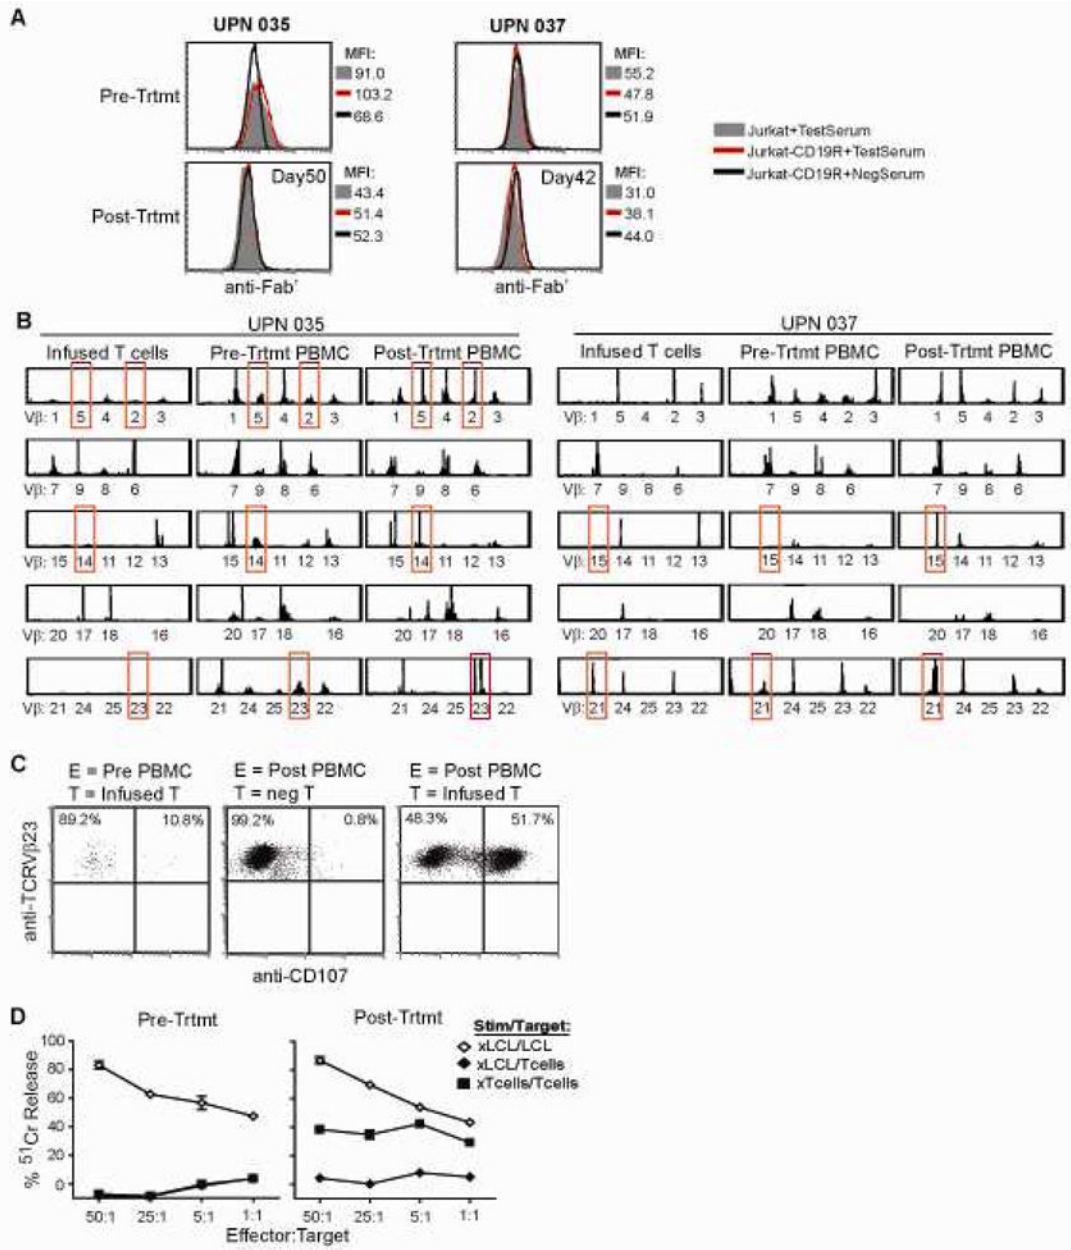 A
UPN 035
UPN 037
Pre-Trtmt
MFI:
91.0
103.2
68.6
MFI:
55.2
47.8
51.9
Jurkat+TestSerum
Jurkat-CD19R+TestSerum
Jurkat-CD19R+NegSerum
Post-Trtmt
Day50
MFI:
43.4
51.4
52.3
Day42
MFI:
31.0
38.1
44.0
anti-Fab'
anti-Fab'
B
UPN 035
UPN 037
Infused T cells
Pre-Trtmt PBMC
Post-Trtmt PBMC
Infused T cells
Pre-Trtmt PBMC
Post-Trtmt PBMC
Vβ: 1 5 4 2 3
1 5 4 2 3
1 5 4 2 3
Vβ: 1 5 4 2 3
1 5 4 2 3
1 5 4 2 3
Vβ: 7 9 8 6
7 9 8 6
7 9 8 6
Vβ: 7 9 8 6
7 9 8 6
7 9 8 6
Vβ: 15 14 11 12 13
15 14 11 12 13
15 14 11 12 13
Vβ: 15 14 11 12 13
15 14 11 12 13
15 14 11 12 13
Vβ: 20 17 18 16
20 17 18 16
20 17 18 16
Vβ: 20 17 18 16
20 17 18 16
20 17 18 16
Vβ: 21 24 25 23 22
21 24 25 23 22
21 24 25 23 22
Vβ: 21 24 25 23 22
21 24 25 23 22
21 24 25 23 22
C
E = Pre PBMC
T = Infused T
E = Post PBMC
T = neg T
E = Post PBMC
T = Infused T
anti-TCRVβ23
89.2% 10.8%
99.2% 0.8%
48.3% 51.7%
anti-CD107
D
Pre-Trtmt
Post-Trtmt
Stim/Target:
xLCL/LCL
xLCL/Tcells
xTcells/Tcells
% 51Cr Release
100
80
60
40
20
0
50:1 25:1 5:1 1:1
50:1 25:1 5:1 1:1
Effector:Target